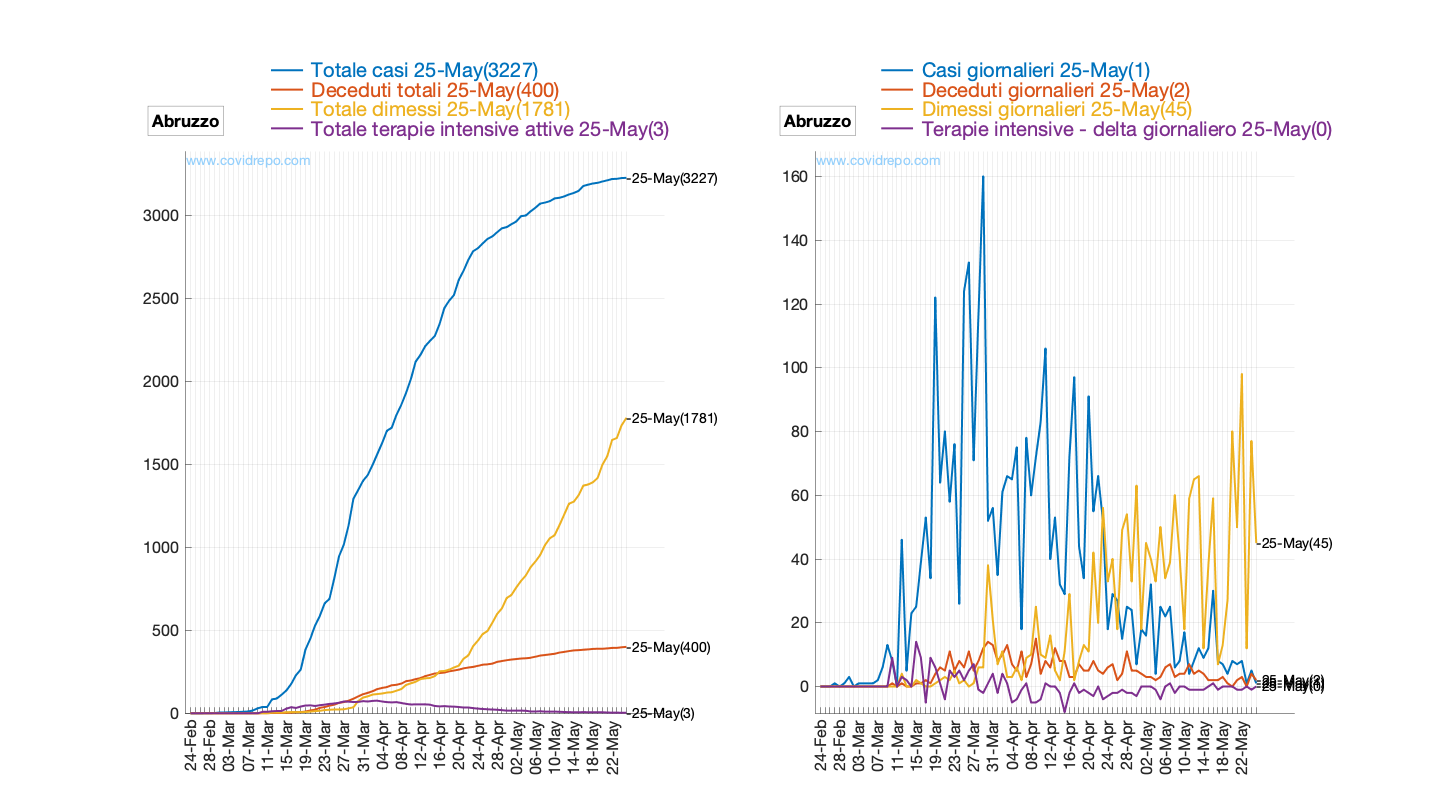 Totale casi 25-May(3227)
Deceduti totali 25-May(400)
Totale dimessi 25-May(1781)
Totale terapie intensive attive 25-May(3)
Abruzzo
www.covidrepo.com
25-May(3227)
25-May(1781)
25-May(400)
25-May(3)
3000
2500
2000
1500
1000
500
0
24-Feb
28-Feb
03-Mar
07-Mar
11-Mar
15-Mar
19-Mar
23-Mar
27-Mar
31-Mar
04-Apr
08-Apr
12-Apr
16-Apr
20-Apr
24-Apr
28-Apr
02-May
06-May
10-May
14-May
18-May
22-May
Casi giornalieri 25-May(1)
Deceduti giornalieri 25-May(2)
Dimessi giornalieri 25-May(45)
Terapie intensive - delta giornaliero 25-May(0)
Abruzzo
www.covidrepo.com
160
140
120
100
80
60
40
20
0
25-May(45)
24-Feb
28-Feb
03-Mar
07-Mar
11-Mar
15-Mar
19-Mar
23-Mar
27-Mar
31-Mar
04-Apr
08-Apr
12-Apr
16-Apr
20-Apr
24-Apr
28-Apr
02-May
06-May
10-May
14-May
18-May
22-May